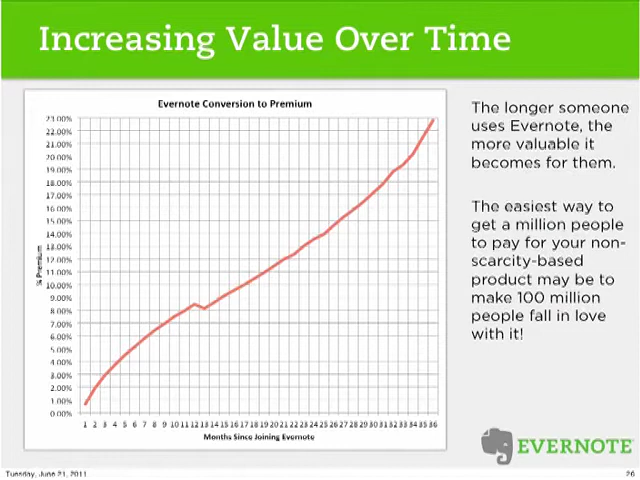 Increasing Value Over Time
Evernote Conversion to Premium
23.00%
22.00%
21.00%
20.00%
19.00%
18.00%
17.00%
16.00%
15.00%
14.00%
13.00%
12.00%
11.00%
10.00%
9.00%
8.00%
7.00%
6.00%
5.00%
4.00%
3.00%
2.00%
1.00%
0.00%
% Premium
1 2 3 4 5 6 7 8 9 10 11 12 13 14 15 16 17 18 19 20 21 22 23 24 25 26 27 28 29 30 31 32 33 34 35 36
Months Since Joining Evernote
The longer someone
uses Evernote, the
more valuable it
becomes for them.
The easiest way to
get a million people
to pay for your non-
scarcity-based
product may be to
make 100 million
people fall in love
with it!
EVERNOTE
Tuesday, June 21, 2011
26